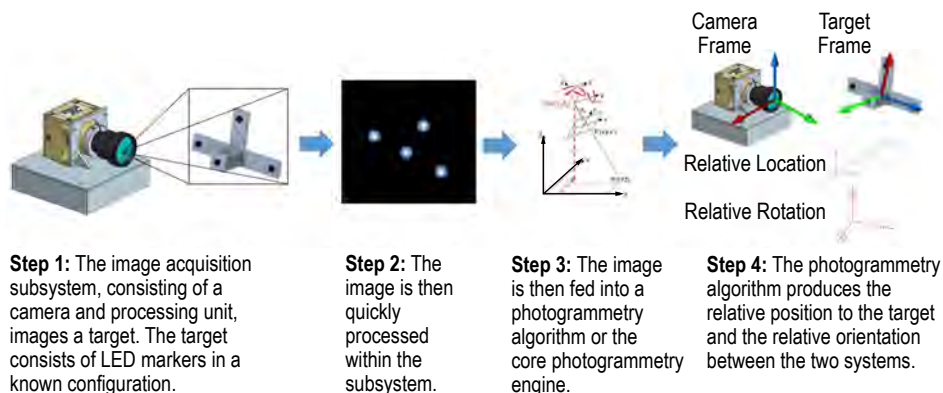 Camera
Frame
Target
Frame
Relative Location
Relative Rotation
Step 1: The image acquisition
subsystem, consisting of a
camera and processing unit,
images a target. The target
consists of LED markers in a
known configuration.
Step 2: The
image is then
quickly
processed
within the
subsystem.
Step 3: The image
is then fed into a
photogrammetry
algorithm or the
core photogrammetry
engine.
Step 4: The photogrammetry
algorithm produces the
relative position to the target
and the relative orientation
between the two systems.